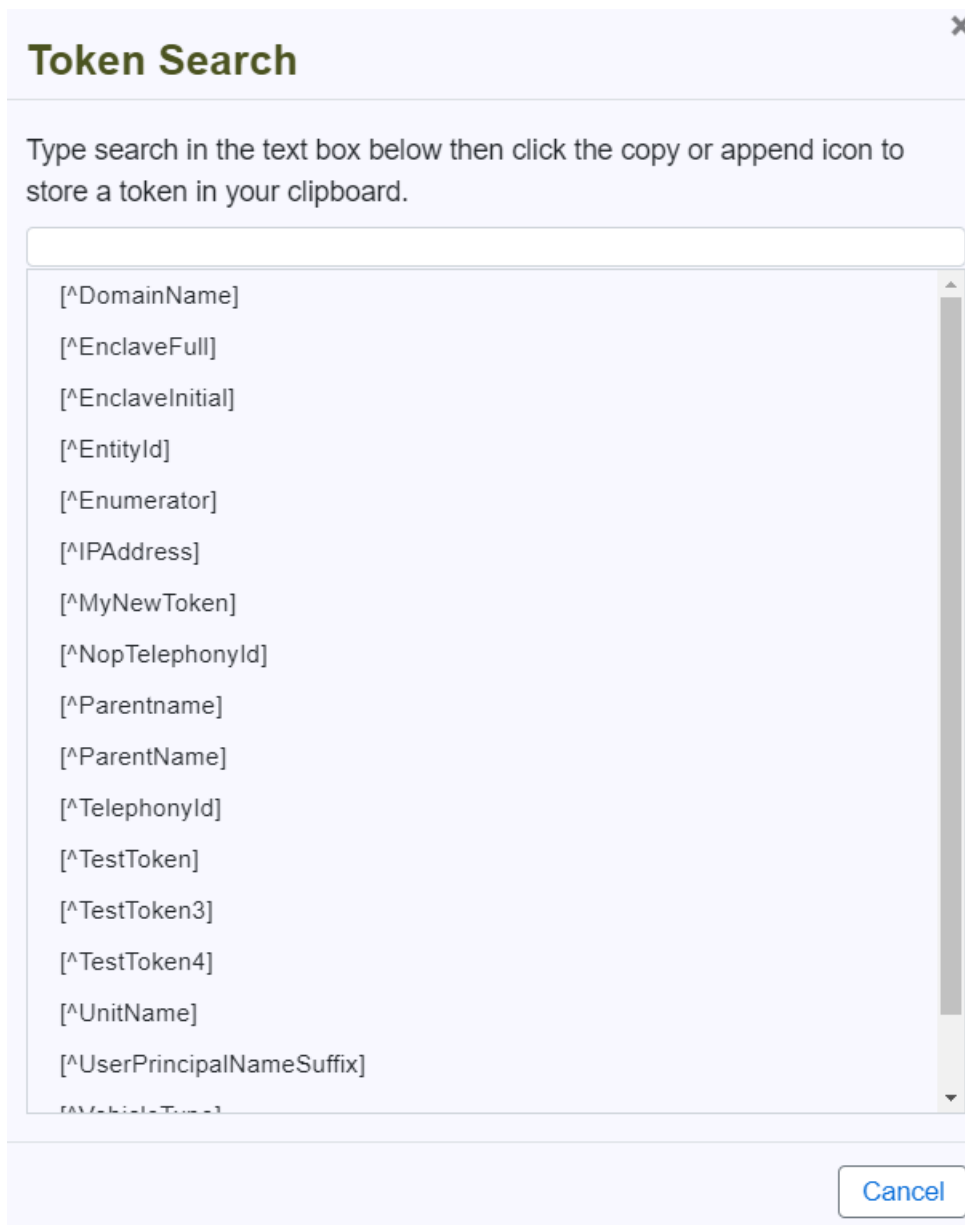 Token Search
Type search in the text box below then click the copy or append icon to
store a token in your clipboard.
[^DomainName]
[^EnclaveFull]
[^EnclaveInitial]
[^EntityId]
[^Enumerator]
[^IPAddress]
[^MyNewToken]
[^NopTelephonyId]
[^Parentname]
[^ParentName]
[^TelephonyId]
[^TestToken]
[^TestToken3]
[^TestToken4]
[^UnitName]
[^UserPrincipalNameSuffix]
[^VehicleType]
Cancel